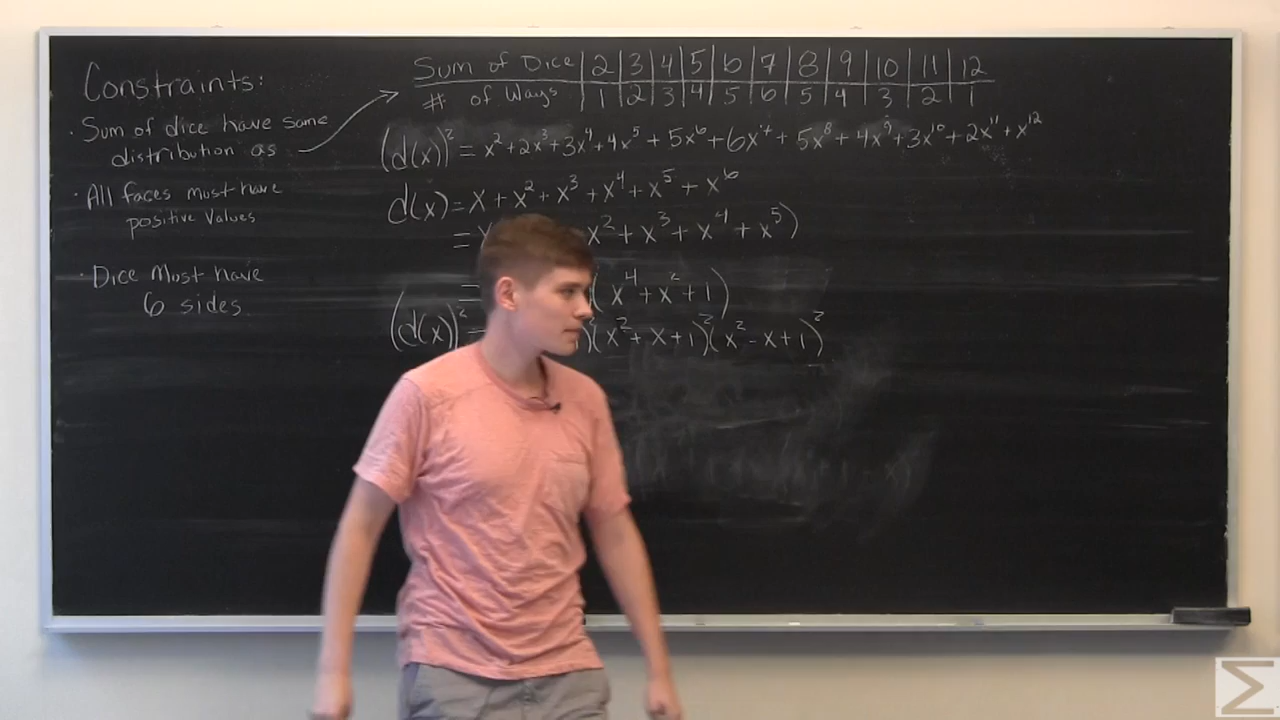 Constraints:
· Sum of dice have same
distribution as
· All faces must have
positive values
· Dice Must have
6 sides
Sum of Dice | 2 | 3 | 4 | 5 | 6 | 7 | 8 | 9 | 10 | 11 | 12
# of Ways | 1 | 2 | 3 | 4 | 5 | 6 | 5 | 4 | 3 | 2 | 1
(d(x))² = x² + 2x³ + 3x⁴ + 4x⁵ + 5x⁶ + 6x⁷ + 5x⁸ + 4x⁹ + 3x¹⁰ + 2x¹¹ + x¹²
d(x) = x + x² + x³ + x⁴ + x⁵ + x⁶
= x² + x³ + x⁴ + x⁵)
= (x⁴ + x² + 1)
(d(x))² = )²(x² + x + 1)²(x² - x + 1)²
Σ